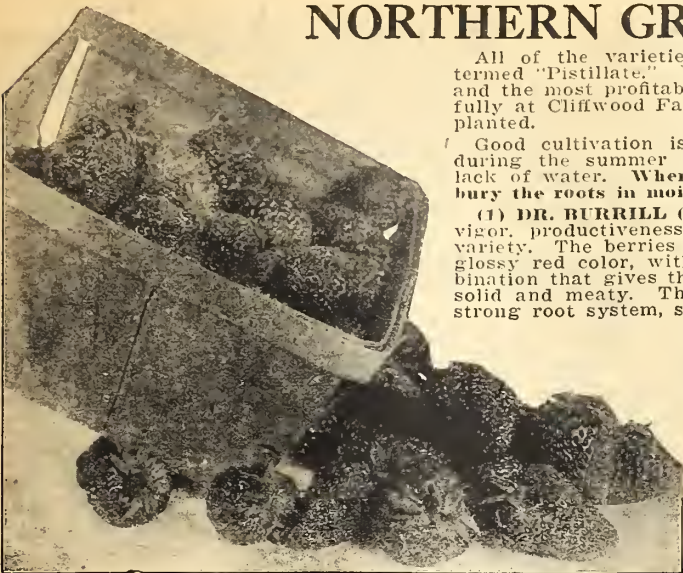 NORTHERN GR
All of the varietie
termed "Pistillate."
and the most profitab
fully at Cliffwood Fa
planted.
Good cultivation is
during the summer
lack of water. When
bury the roots in moi
(1) DR. BURRILL (
vigor, productiveness
variety. The berries
glossy red color, wit
bination that gives th
solid and meaty. Th
strong root system, s